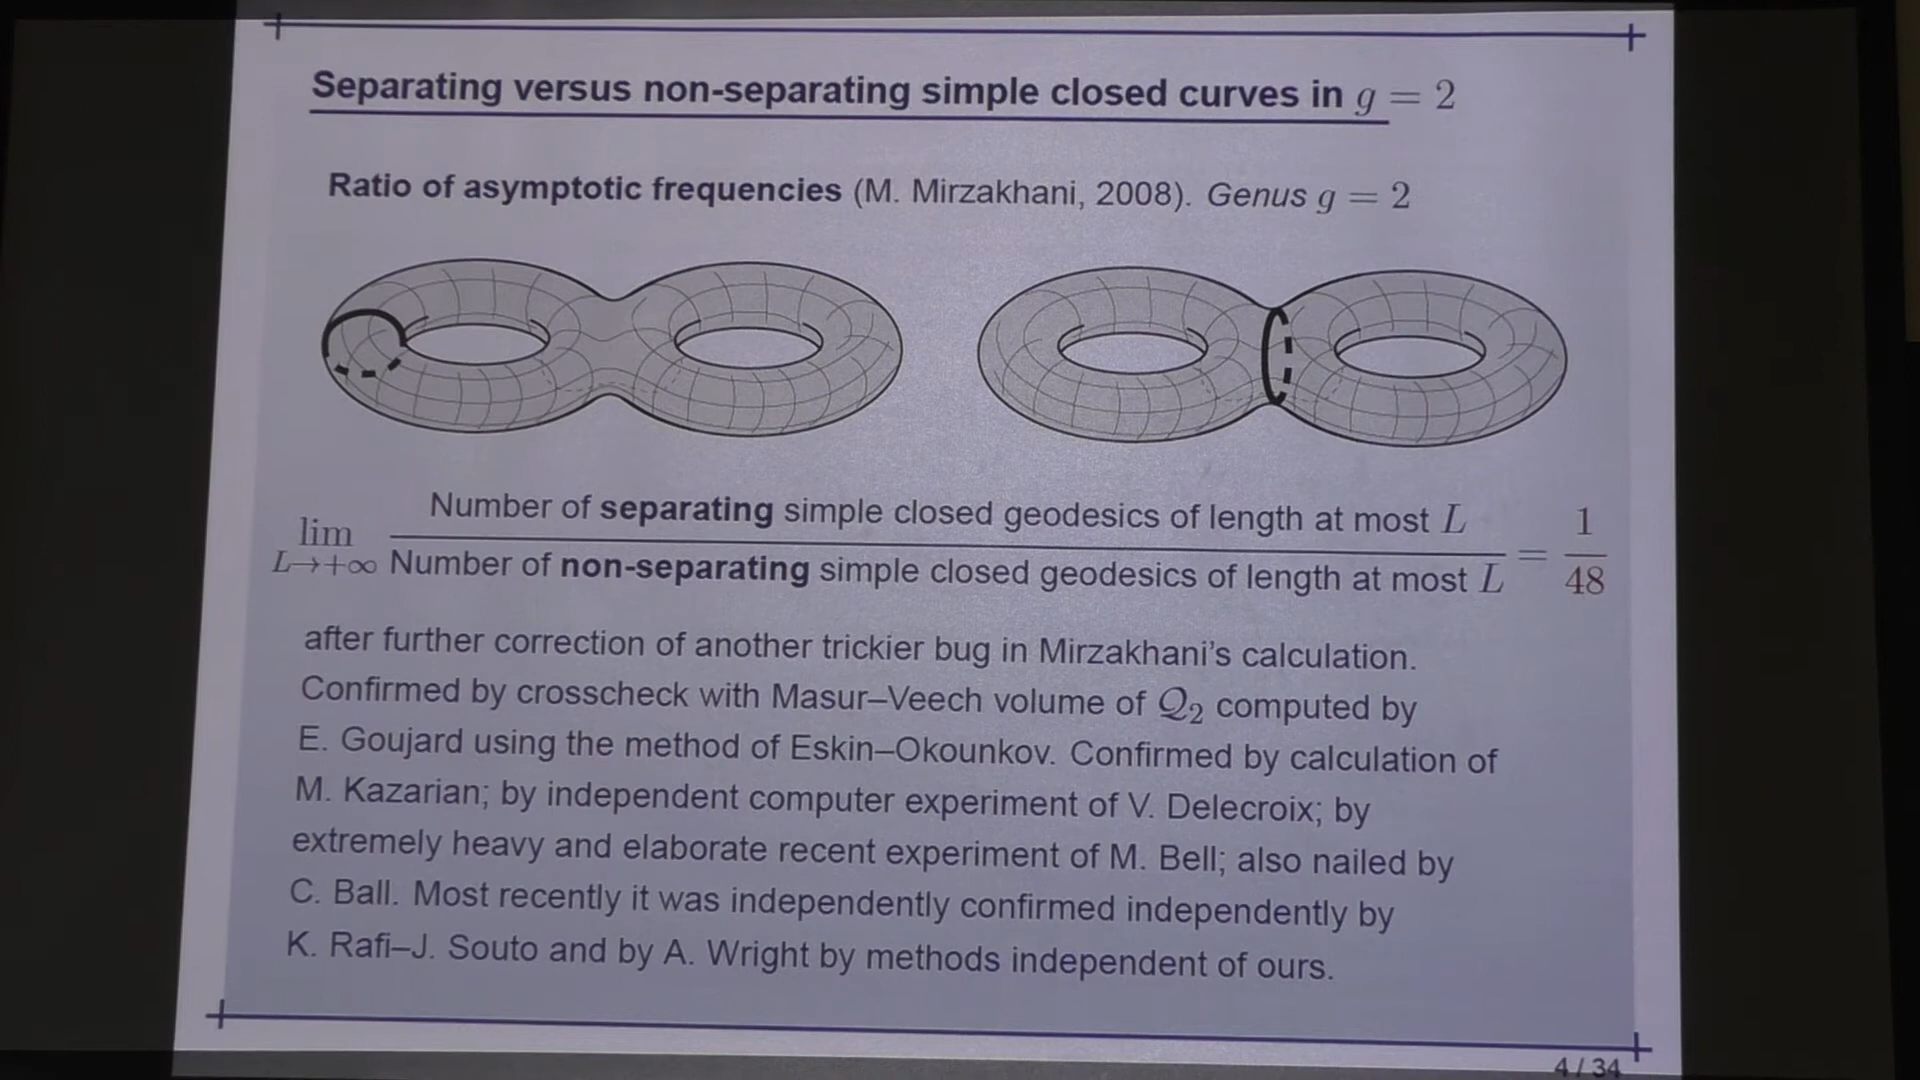 Separating versus non-separating simple closed curves in g = 2
Ratio of asymptotic frequencies (M. Mirzakhani, 2008). Genus g = 2
lim L→+∞ Number of separating simple closed geodesics of length at most L / Number of non-separating simple closed geodesics of length at most L = 1/48
after further correction of another trickier bug in Mirzakhani's calculation.
Confirmed by crosscheck with Masur–Veech volume of Q₂ computed by
E. Goujard using the method of Eskin–Okounkov. Confirmed by calculation of
M. Kazarian; by independent computer experiment of V. Delecroix; by
extremely heavy and elaborate recent experiment of M. Bell; also nailed by
C. Ball. Most recently it was independently confirmed independently by
K. Rafi–J. Souto and by A. Wright by methods independent of ours.
4 / 34